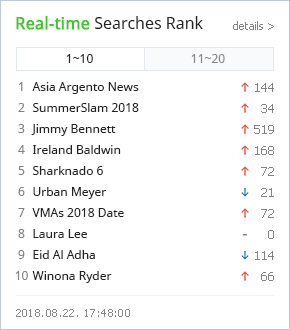 Real-time Searches Rank details >
1~10 11~20
1 Asia Argento News ↑ 144
2 SummerSlam 2018 ↑ 34
3 Jimmy Bennett ↑ 519
4 Ireland Baldwin ↑ 168
5 Sharknado 6 ↑ 72
6 Urban Meyer ↓ 21
7 VMAs 2018 Date ↑ 72
8 Laura Lee - 0
9 Eid Al Adha ↓ 114
10 Winona Ryder ↑ 66
2018.08.22. 17:48:00